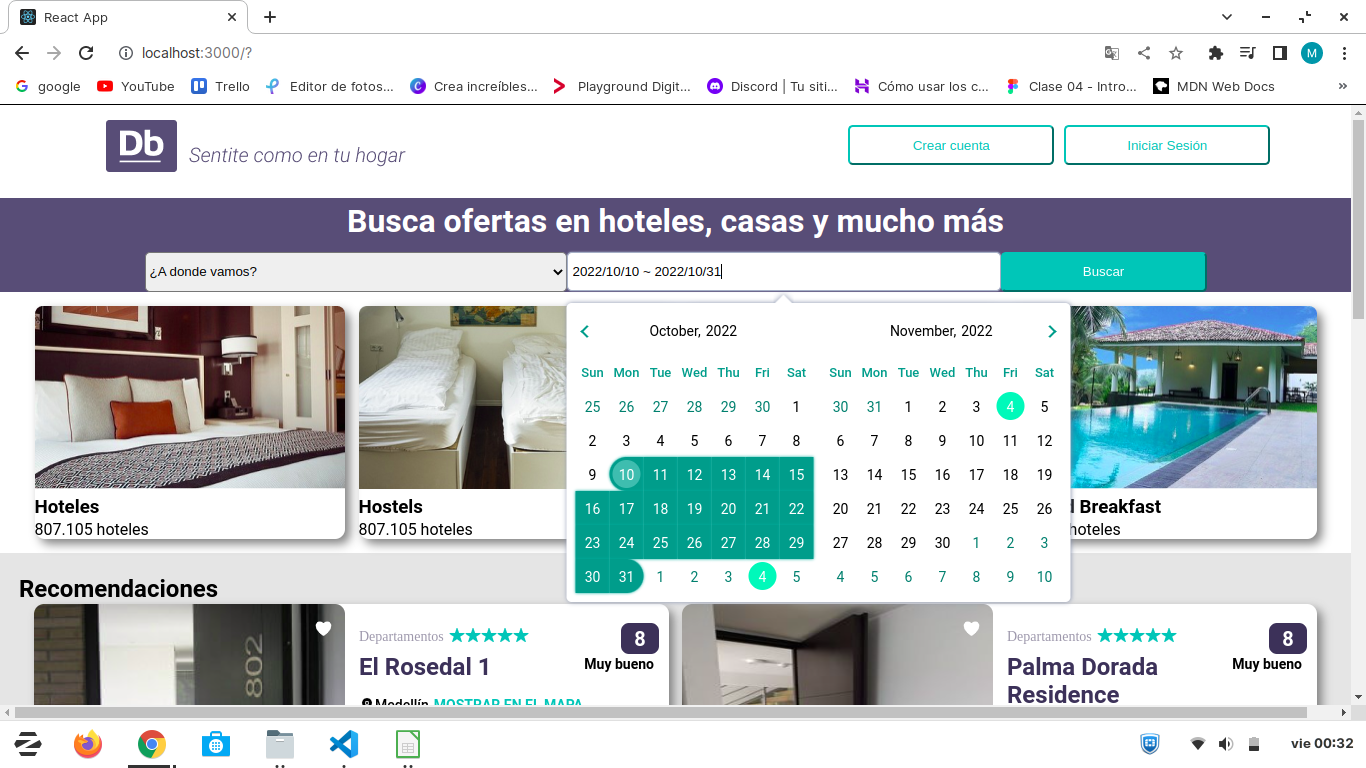 React App
localhost:3000/?
M
google
YouTube
Trello
Editor de fotos...
Crea increíbles...
Playground Digit...
Discord | Tu siti...
Cómo usar los c...
Clase 04 - Intro...
MDN Web Docs
»
Db
Sentite como en tu hogar
Crear cuenta
Iniciar Sesión
Busca ofertas en hoteles, casas y mucho más
¿A donde vamos?
2022/10/10 ~ 2022/10/31
Buscar
October, 2022
Sun Mon Tue Wed Thu Fri Sat
25 26 27 28 29 30 1
2 3 4 5 6 7 8
9 10 11 12 13 14 15
16 17 18 19 20 21 22
23 24 25 26 27 28 29
30 31 1 2 3 4 5
November, 2022
Sun Mon Tue Wed Thu Fri Sat
30 31 1 2 3 4 5
6 7 8 9 10 11 12
13 14 15 16 17 18 19
20 21 22 23 24 25 26
27 28 29 30 1 2 3
4 5 6 7 8 9 10
Hoteles
807.105 hoteles
Hostels
807.105 hoteles
Breakfast
hoteles
Recomendaciones
802
Departamentos
8
El Rosedal 1
Muy bueno
Medellín MOSTRAR EN EL MAPA
Departamentos
8
Palma Dorada
Residence
Muy bueno
vie 00:32